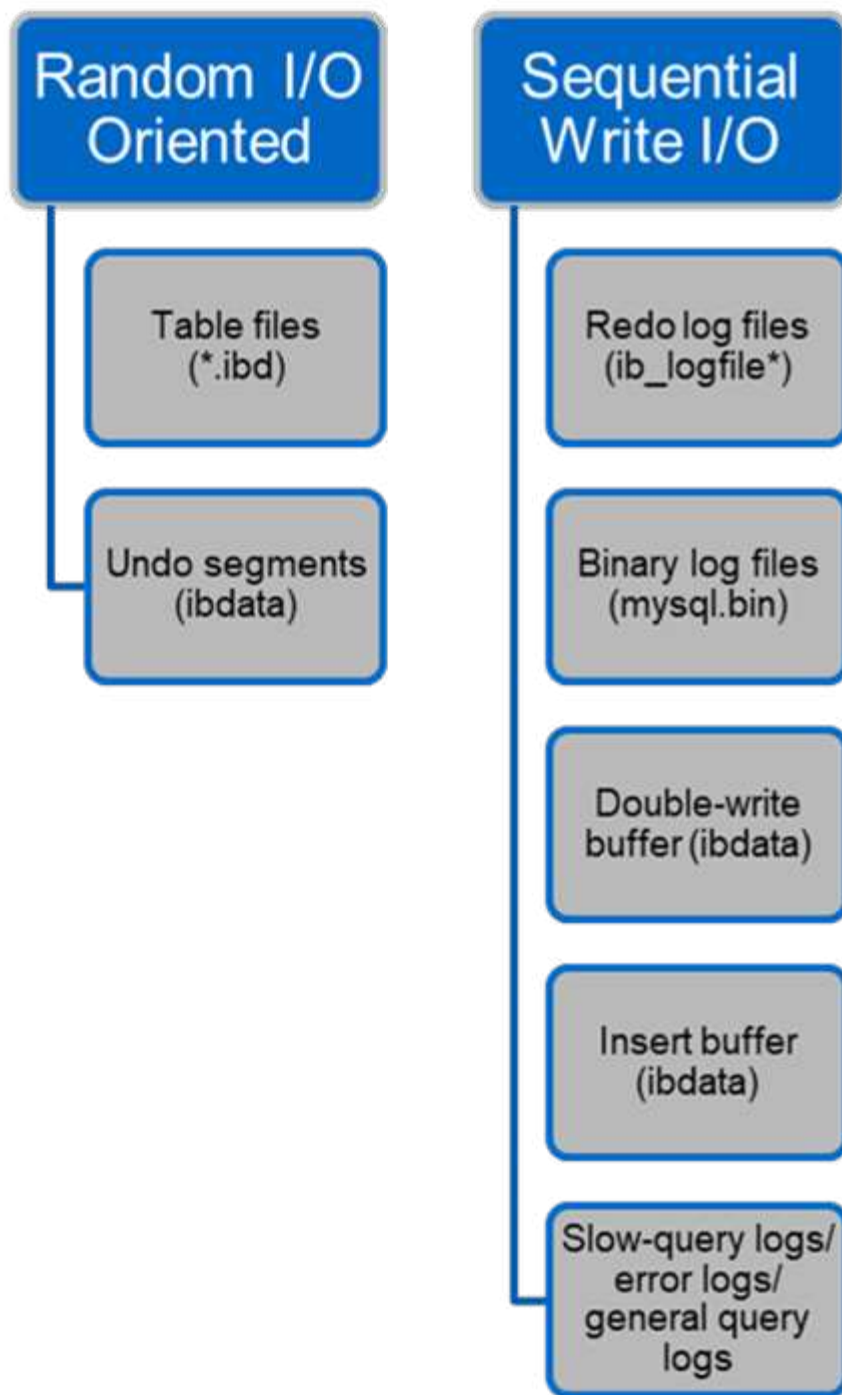 Random I/O
Oriented
Table files
(*.ibd)
Undo segments
(ibdata)
Sequential
Write I/O
Redo log files
(ib_logfile*)
Binary log files
(mysql.bin)
Double-write
buffer (ibdata)
Insert buffer
(ibdata)
Slow-query logs/
error logs/
general query
logs